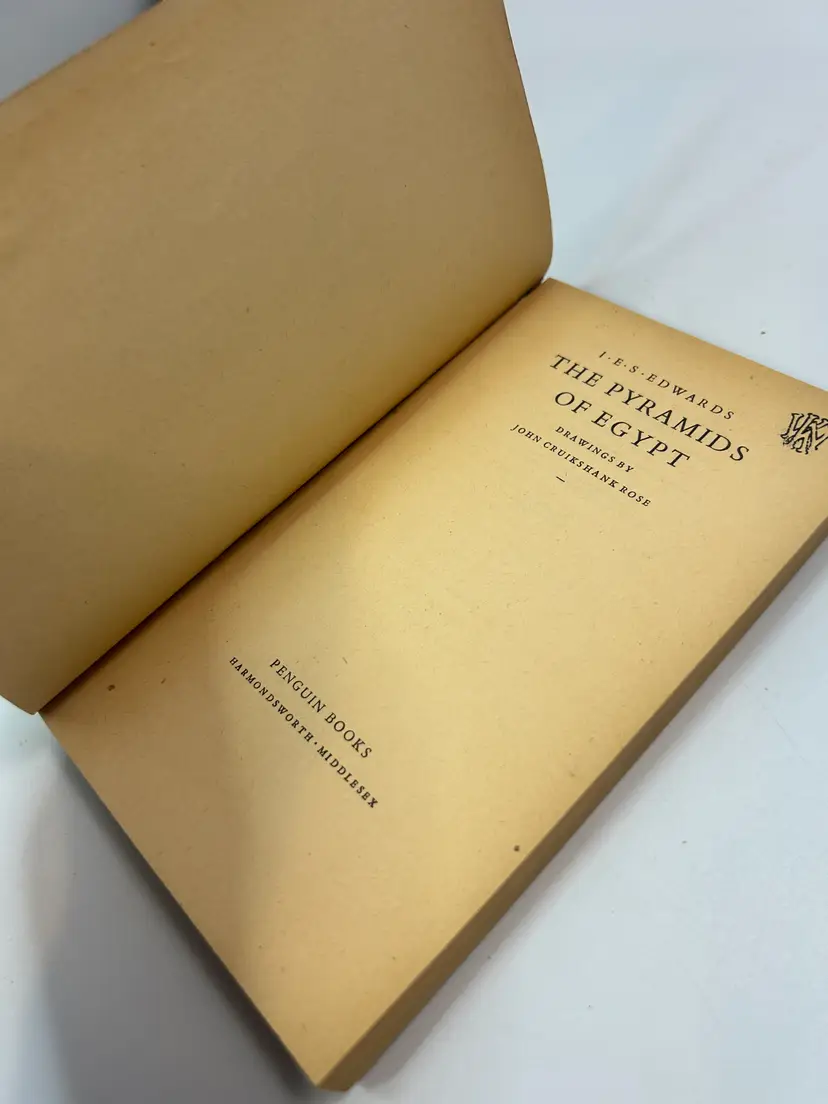 I · E · S · EDWARDS
THE PYRAMIDS
OF EGYPT
DRAWINGS BY
JOHN CRUIKSHANK ROSE
—
PENGUIN BOOKS
HARMONDSWORTH · MIDDLESEX